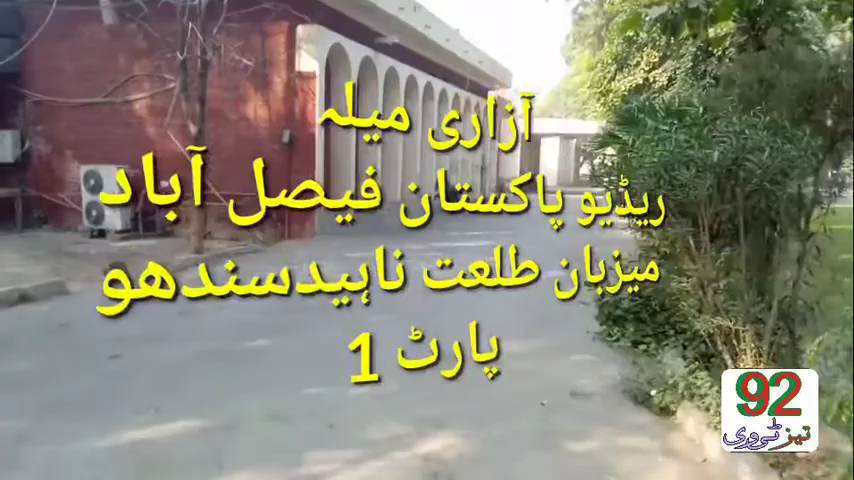 آزاری میلہ
ریڈیو پاکستان فیصل آباد
میزبان طلعت ناہیدسندھو
پارٹ 1
92
تیز ٹی وی